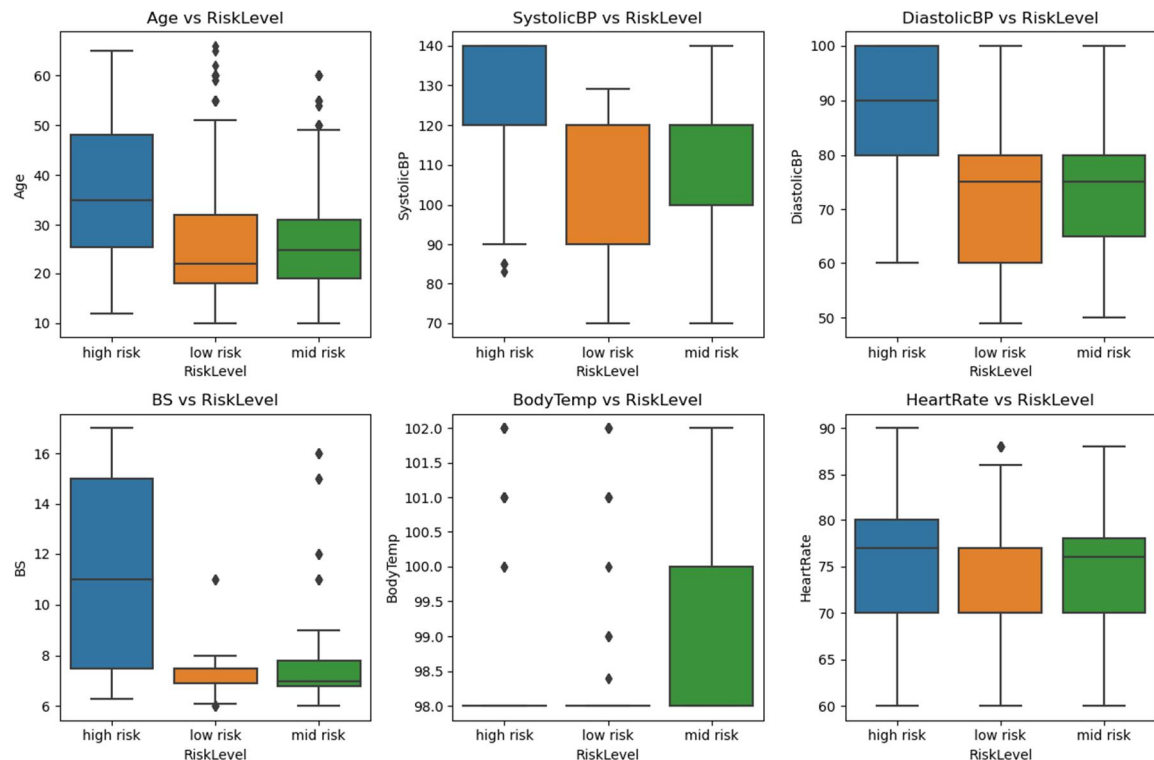 Age vs RiskLevel
Age
60
50
40
30
20
10
high risk
low risk
mid risk
RiskLevel
SystolicBP vs RiskLevel
SystolicBP
140
130
120
110
100
90
80
70
high risk
low risk
mid risk
RiskLevel
DiastolicBP vs RiskLevel
DiastolicBP
100
90
80
70
60
50
high risk
low risk
mid risk
RiskLevel
BS vs RiskLevel
BS
16
14
12
10
8
6
high risk
low risk
mid risk
RiskLevel
BodyTemp vs RiskLevel
BodyTemp
102.0
101.5
101.0
100.5
100.0
99.5
99.0
98.5
98.0
high risk
low risk
mid risk
RiskLevel
HeartRate vs RiskLevel
HeartRate
90
85
80
75
70
65
60
high risk
low risk
mid risk
RiskLevel